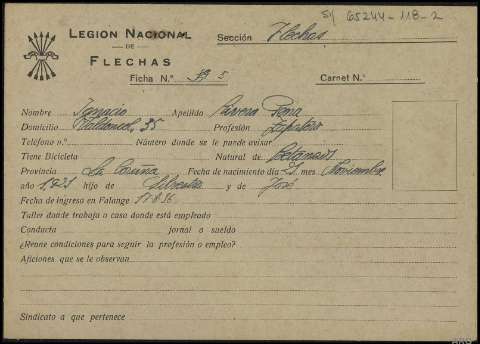 S/ 65244-118-2
LEGION NACIONAL
DE
FLECHAS
Sección Flechas
Ficha N.º
Carnet N.º
Nombre Ignacio Apellido Rivera Pena
Domicilio 35 Profesión Zapatero
Teléfono n.º Número donde se le puede avisar
Tiene Bicicleta Natural de Betanzos
Provincia La Coruña Fecha de nacimiento día mes Noviembre
año 1.921 hijo de y de José
Fecha de ingreso en Falange
Taller donde trabaja o casa donde está empleado
Conducta jornal o sueldo
¿Reune condiciones para seguir la profesión o empleo?
Aficiones que se le observan
Sindicato a que pertenece